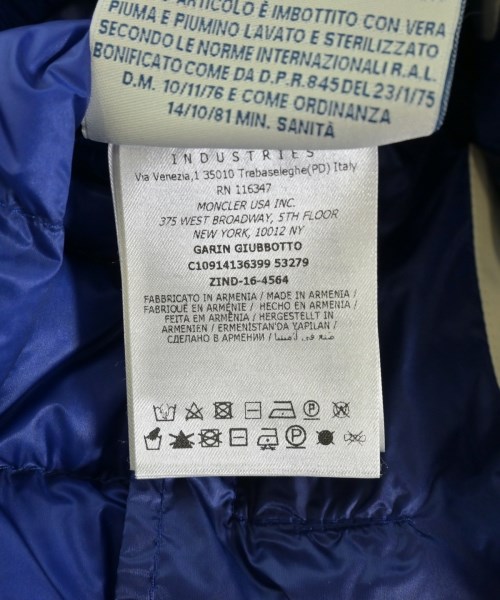 ARTICOLO È IMBOTTITO CON VERA
PIUMA E PIUMINO LAVATO E STERILIZZATO
SECONDO LE NORME INTERNAZIONALI R.A.L.
BONIFICATO COME DA D.P.R. 845 DEL 23/1/75
D.M. 10/11/76 E COME ORDINANZA
14/10/81 MIN. SANITÀ
INDUSTRIES
Via Venezia,1 35010 Trebaseleghe(PD) Italy
RN 116347
MONCLER USA INC.
375 WEST BROADWAY, 5TH FLOOR
NEW YORK, 10012 NY
GARIN GIUBBOTTO
C10914136399 53279
ZIND-16-4564
FABBRICATO IN ARMENIA / MADE IN ARMENIA/
FABRIQUÉ EN ARMÉNIE / HECHO EN ARMENIA /
FEITA EM ARMÊNIA / HERGESTELLT IN
ARMENIEN / ERMENISTAN'DA YAPILAN /
СДЕЛАНО В АРМЕНИИ / صنع في أرمينيا